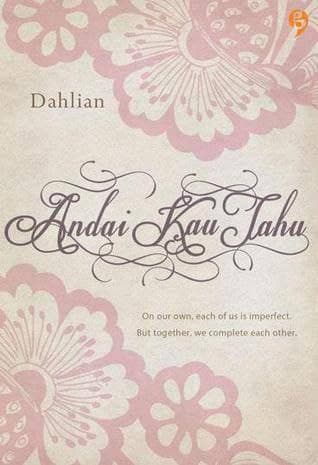 Dahlian
Andai Kau Tahu
On our own, each of us is imperfect.
But together, we complete each other.